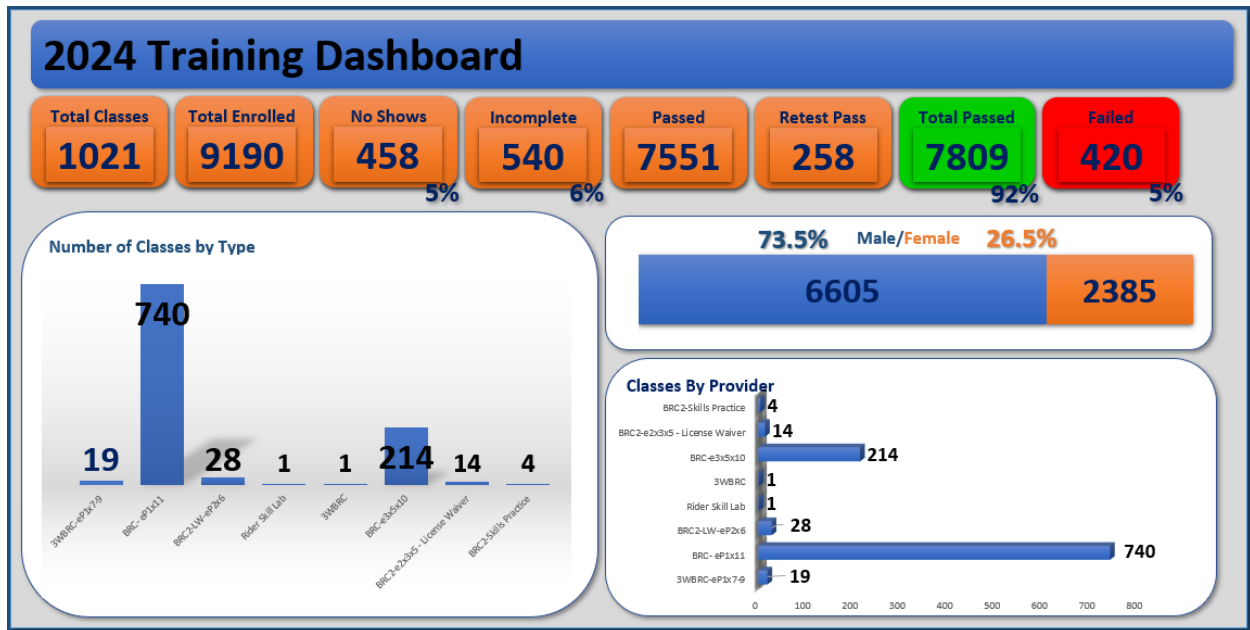 2024 Training Dashboard
Total Classes
1021
Total Enrolled
9190
No Shows
458
5%
Incomplete
540
6%
Passed
7551
Retest Pass
258
Total Passed
7809
92%
Failed
420
5%
Number of Classes by Type
19
740
28
1
1
214
14
4
3WBRC-eP1x7-9
BRC- eP1x11
BRC2-LW-eP2x6
Rider Skill Lab
3WBRC
BRC-e3x5x10
BRC2-e2x3x5 - License Waiver
BRC2-Skills Practice
73.5% Male/Female 26.5%
6605 2385
Classes By Provider
BRC2-Skills Practice 4
BRC2-e2x3x5 - License Waiver 14
BRC-e3x5x10 214
3WBRC 1
Rider Skill Lab 1
BRC2-LW-eP2x6 28
BRC- eP1x11 740
3WBRC-eP1x7-9 19
0 100 200 300 400 500 600 700 800